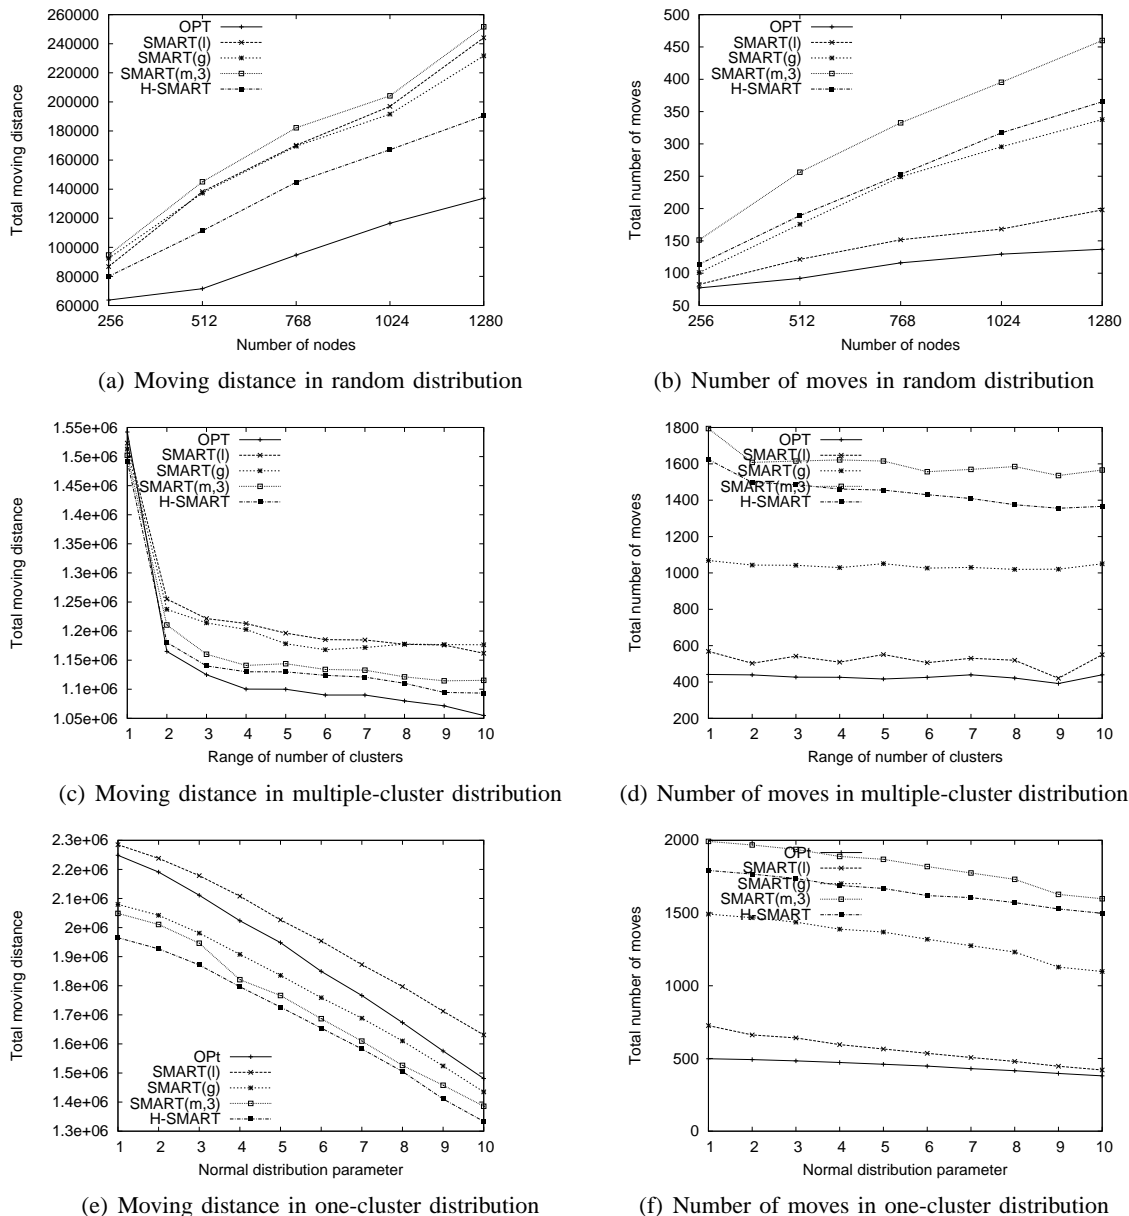 OPT
SMART(l)
SMART(g)
SMART(m,3)
H-SMART
260000
240000
220000
200000
180000
160000
140000
120000
100000
80000
60000
256
512
768
1024
1280
Total moving distance
Number of nodes
(a) Moving distance in random distribution
OPT
SMART(l)
SMART(g)
SMART(m,3)
H-SMART
500
450
400
350
300
250
200
150
100
50
256
512
768
1024
1280
Total number of moves
Number of nodes
(b) Number of moves in random distribution
OPT
SMART(l)
SMART(g)
SMART(m,3)
H-SMART
1.55e+06
1.5e+06
1.45e+06
1.4e+06
1.35e+06
1.3e+06
1.25e+06
1.2e+06
1.15e+06
1.1e+06
1.05e+06
1 2 3 4 5 6 7 8 9 10
Total moving distance
Range of number of clusters
(c) Moving distance in multiple-cluster distribution
OPT
SMART(l)
SMART(g)
SMART(m,3)
H-SMART
1800
1600
1400
1200
1000
800
600
400
200
1 2 3 4 5 6 7 8 9 10
Total number of moves
Range of number of clusters
(d) Number of moves in multiple-cluster distribution
OPt
SMART(l)
SMART(g)
SMART(m,3)
H-SMART
2.3e+06
2.2e+06
2.1e+06
2e+06
1.9e+06
1.8e+06
1.7e+06
1.6e+06
1.5e+06
1.4e+06
1.3e+06
1 2 3 4 5 6 7 8 9 10
Total moving distance
Normal distribution parameter
(e) Moving distance in one-cluster distribution
OPt
SMART(l)
SMART(g)
SMART(m,3)
H-SMART
2000
1500
1000
500
0
1 2 3 4 5 6 7 8 9 10
Total number of moves
Normal distribution parameter
(f) Number of moves in one-cluster distribution